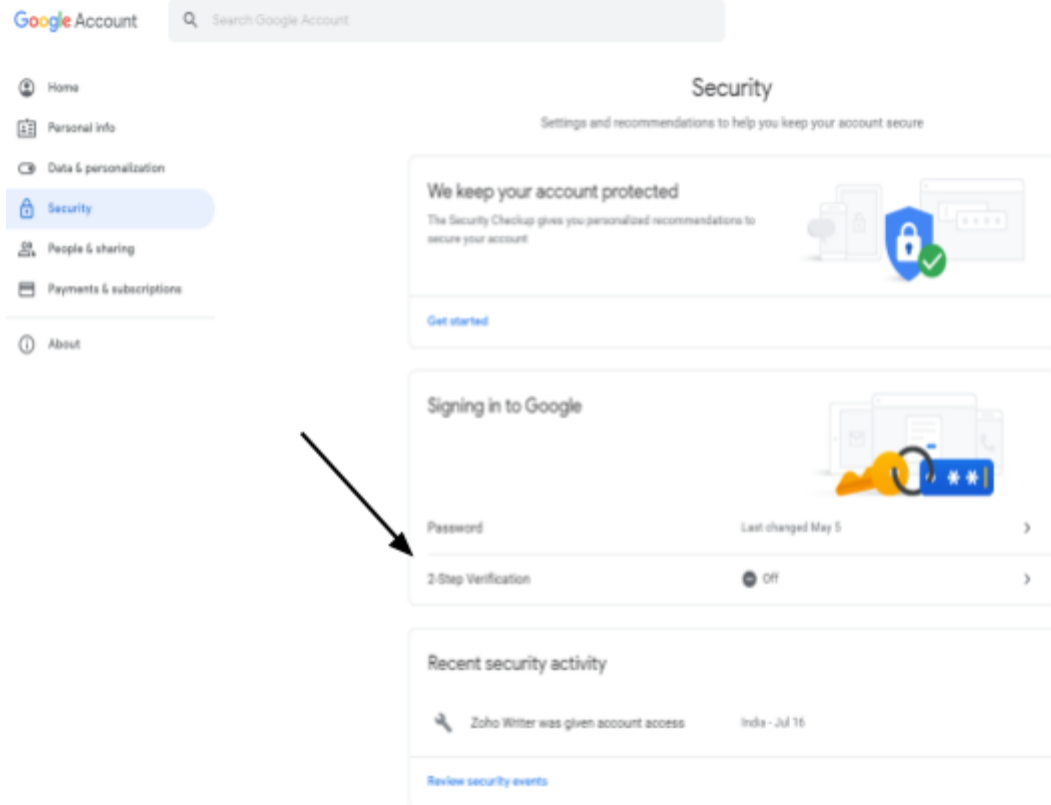 Google Account
Search Google Account
Home
Personal info
Data & personalization
Security
People & sharing
Payments & subscriptions
About
Security
Settings and recommendations to help you keep your account secure
We keep your account protected
The Security Checkup gives you personalized recommendations to
secure your account
Get started
Signing in to Google
**
Password Last changed May 5
2-Step Verification Off
Recent security activity
Zoho Writer was given account access India - Jul 16
Review security events